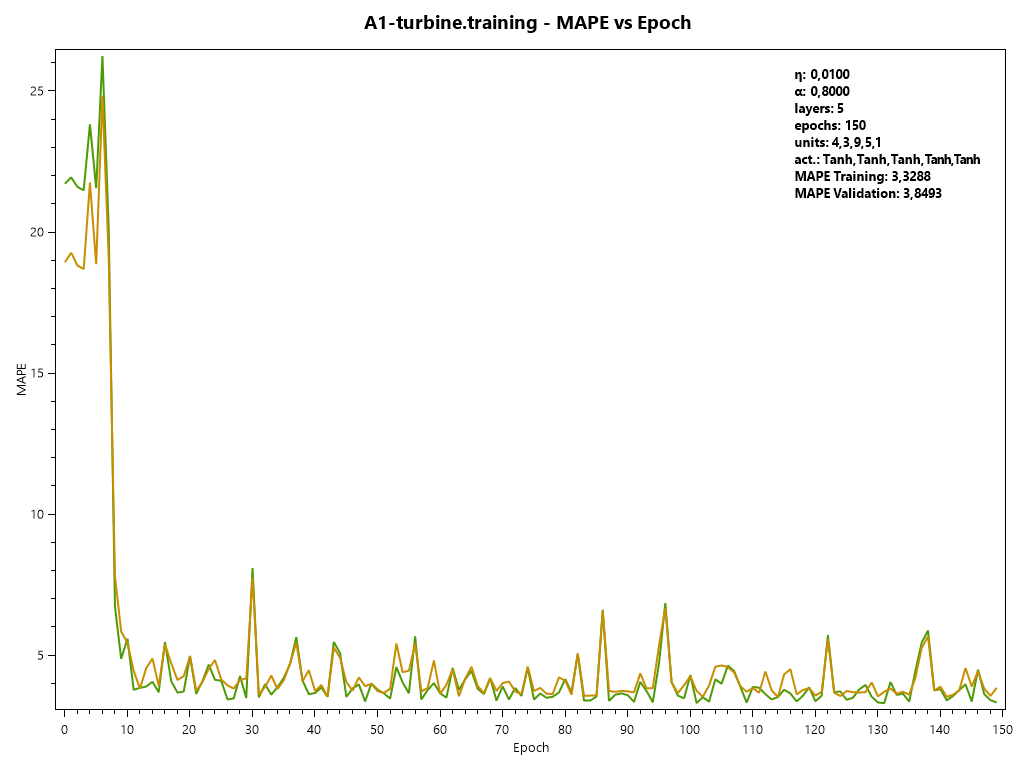 A1-turbine.training - MAPE vs Epoch
η: 0,0100
α: 0,8000
layers: 5
epochs: 150
units: 4,3,9,5,1
act.: Tanh,Tanh,Tanh,Tanh,Tanh
MAPE Training: 3,3288
MAPE Validation: 3,8493
25
20
15
10
5
MAPE
0 10 20 30 40 50 60 70 80 90 100 110 120 130 140 150
Epoch